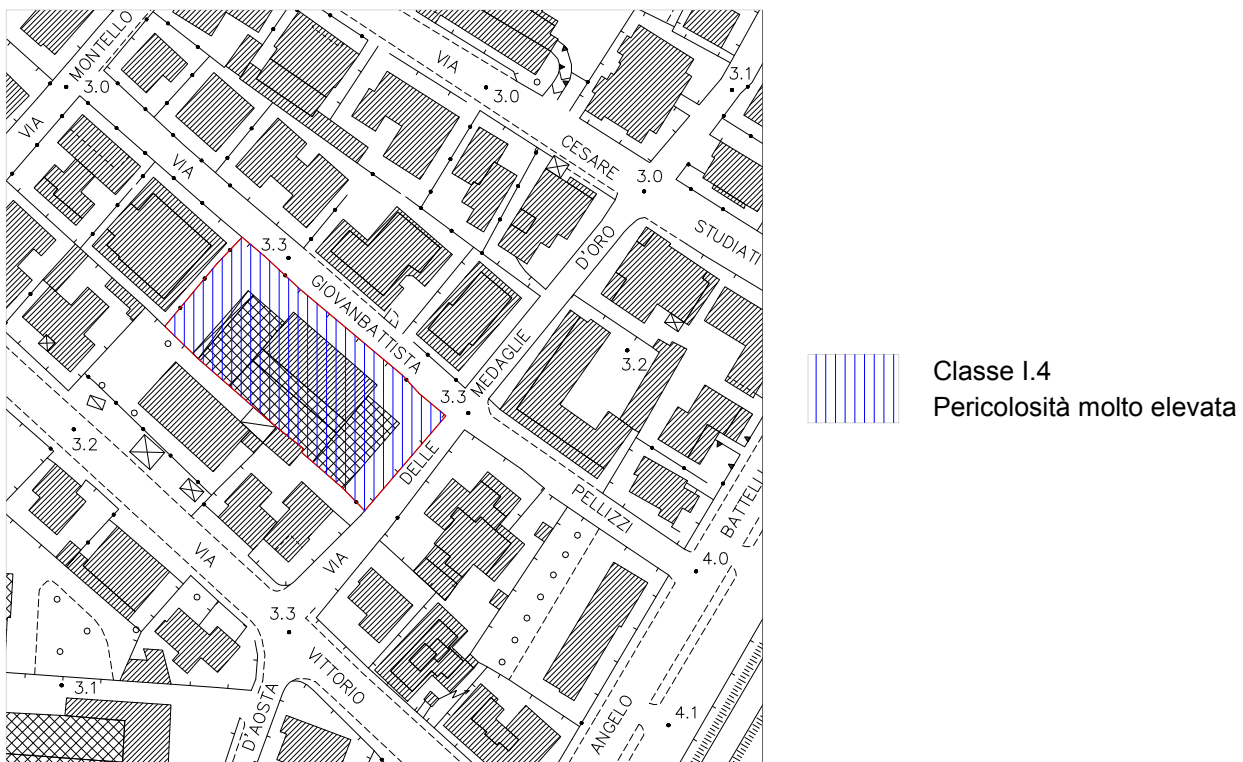 VIA MONTELLO
3.0
VIA
3.0
3.1
CESARE
3.0
STUDIATI
VIA
3.3
GIOVANBATTISTA
D'ORO
MEDAGLIE
3.2
3.3
DELLE
VIA
PELLIZZI
BATTELLI
3.2
VIA
4.0
3.3
VITTORIO
3.1
D'AOSTA
ANGELO
4.1
Classe I.4
Pericolosità molto elevata